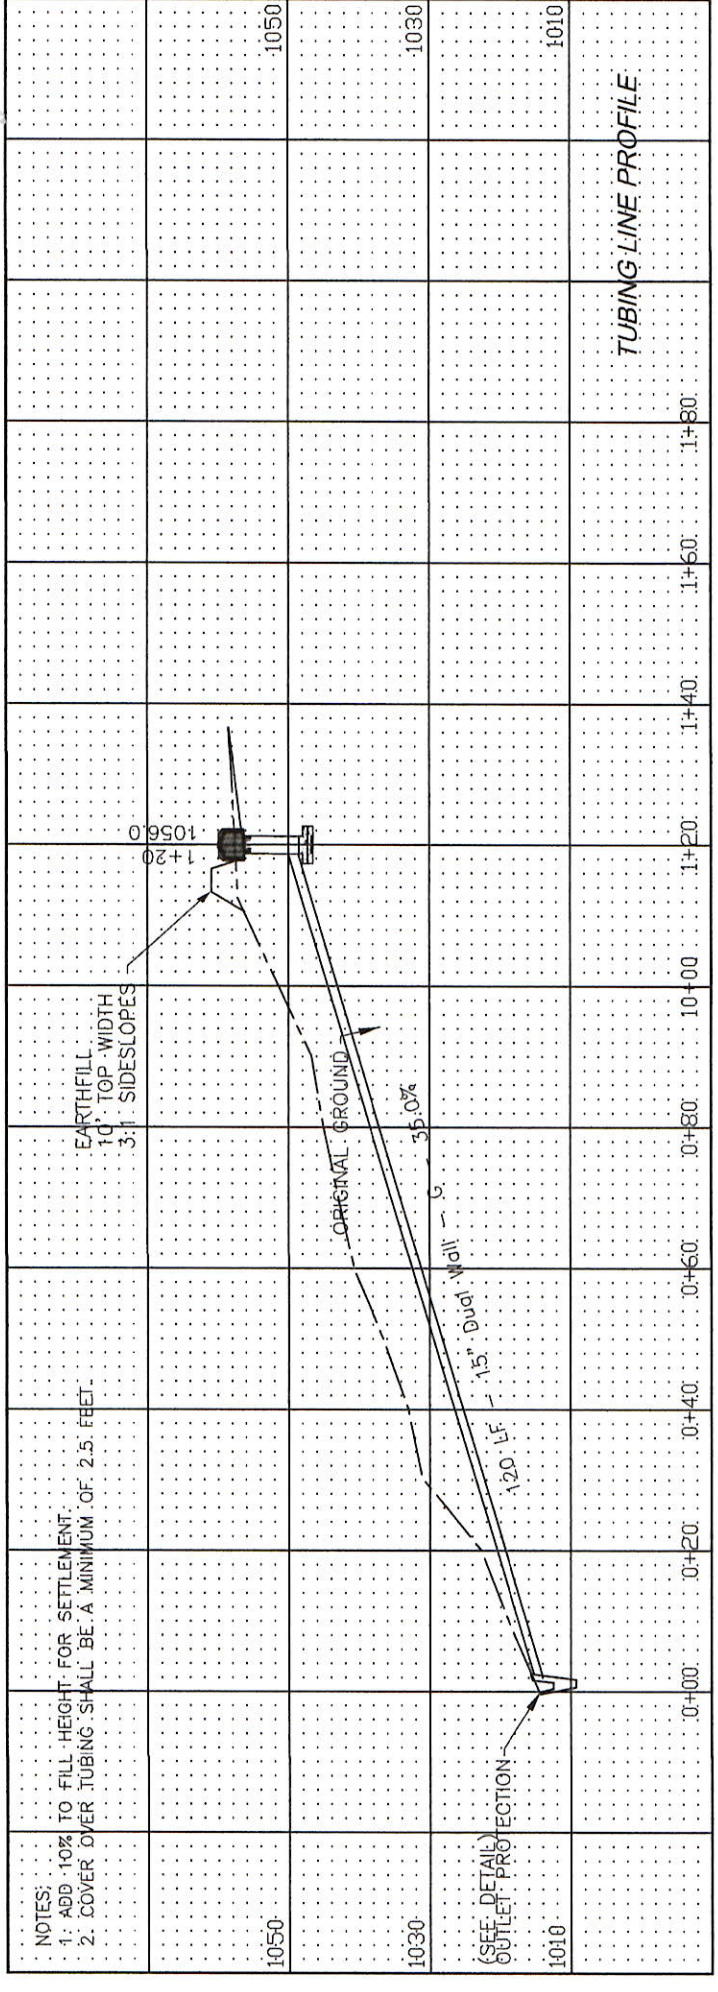 NOTES:
1. ADD 10% TO FILL HEIGHT FOR SETTLEMENT.
2. COVER OVER TUBING SHALL BE A MINIMUM OF 2.5 FEET.
EARTHFILL
10' TOP WIDTH
3:1 SIDESLOPES
1+20
1056.0
1050
1050
ORIGINAL GROUND
1030
1030
120 LF - 15" Dual Wall - G - 35.0%
(SEE DETAIL)
OUTLET PROTECTION
1010
1010
TUBING LINE PROFILE
0+00
0+20
0+40
0+60
0+80
10+00
1+20
1+40
1+60
1+80